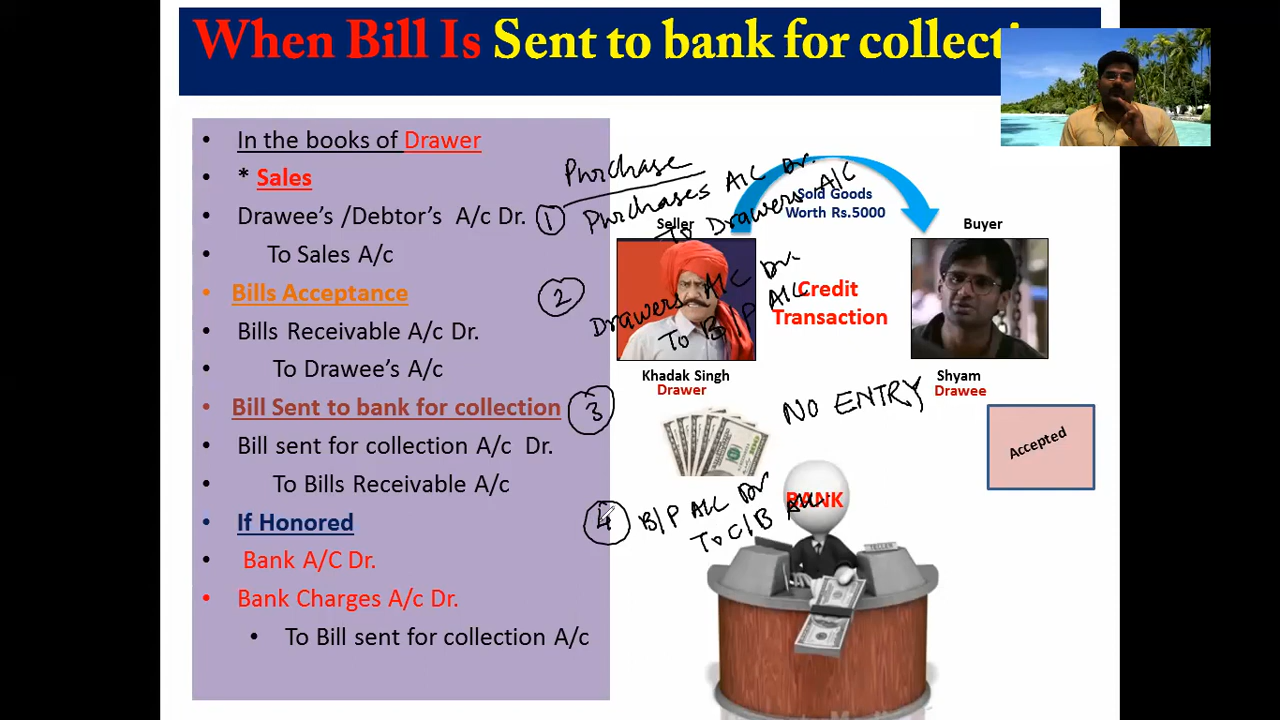 When Bill Is Sent to bank for collecti
• In the books of Drawer
• * Sales
• Drawee's /Debtor's A/c Dr.
• To Sales A/c
• Bills Acceptance
• Bills Receivable A/c Dr.
• To Drawee's A/c
• Bill Sent to bank for collection
• Bill sent for collection A/c Dr.
• To Bills Receivable A/c
• If Honored
• Bank A/C Dr.
• Bank Charges A/c Dr.
• To Bill sent for collection A/c
Purchase
1 Purchases A/C Dr.
To Drawers A/C
2 Drawers A/C Dr.
To B/P A/C
3 NO ENTRY
4 B/P A/C Dr
To C/B A/C
Sold Goods
Worth Rs.5000
Seller
Buyer
Credit
Transaction
Khadak Singh
Drawer
Shyam
Drawee
Accepted
BANK
TELLER